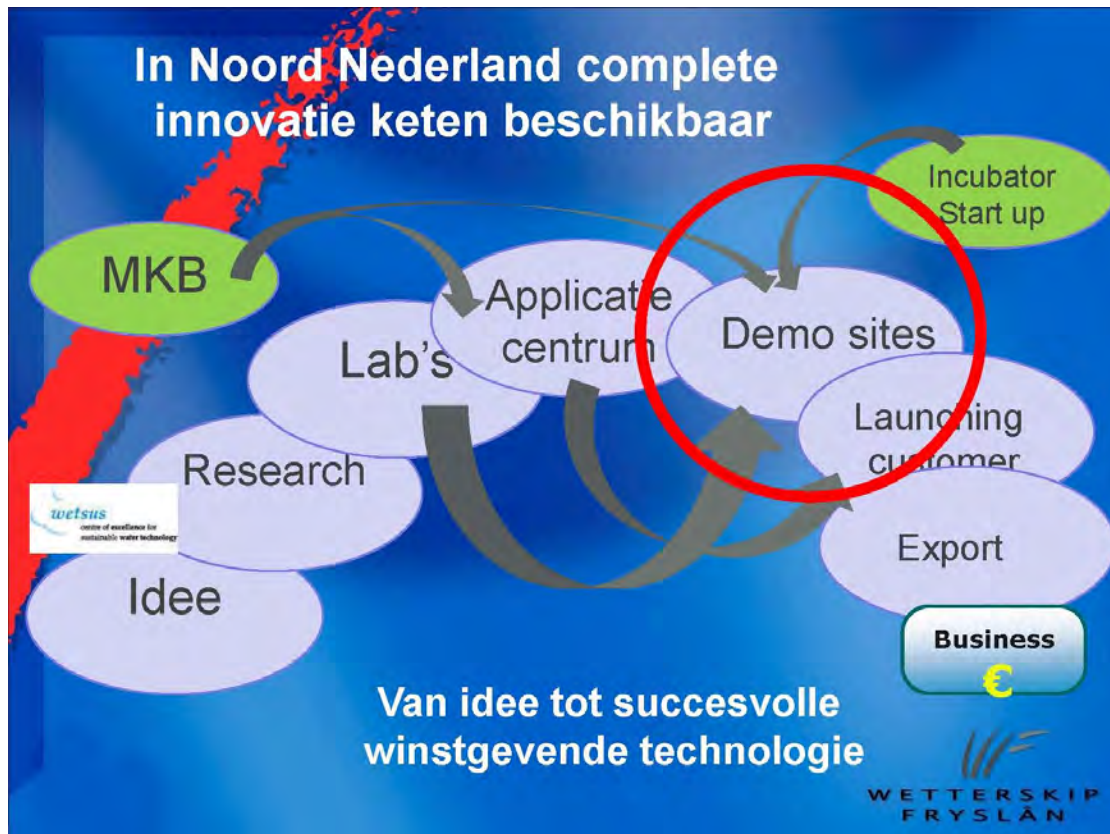 In Noord Nederland complete
innovatie keten beschikbaar
Incubator
Start up
MKB
Applicatie
centrum
Demo sites
Lab's
Launching
customer
Research
wetsus
centre of excellence for
sustainable water technology
Export
Idee
Business
€
Van idee tot succesvolle
winstgevende technologie
WETTERSKIP
FRYSLÂN